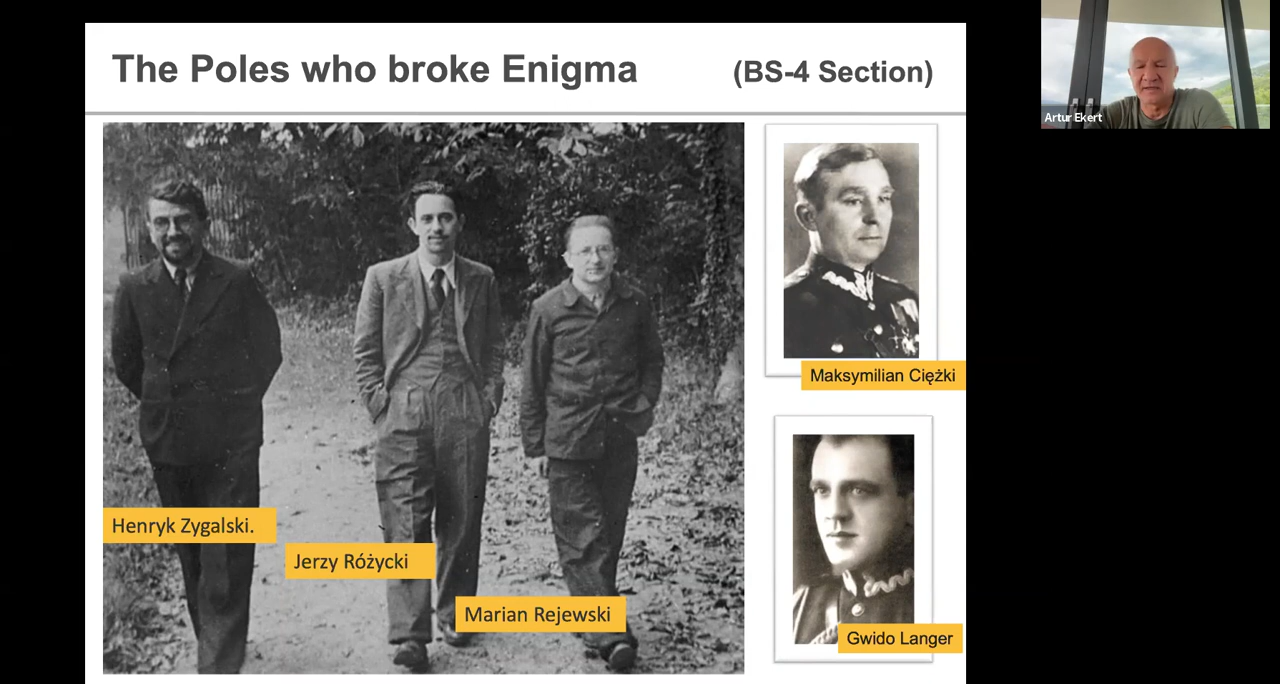 The Poles who broke Enigma (BS-4 Section)
Artur Ekert
Maksymilian Ciężki
Henryk Zygalski.
Jerzy Różycki
Marian Rejewski
Gwido Langer